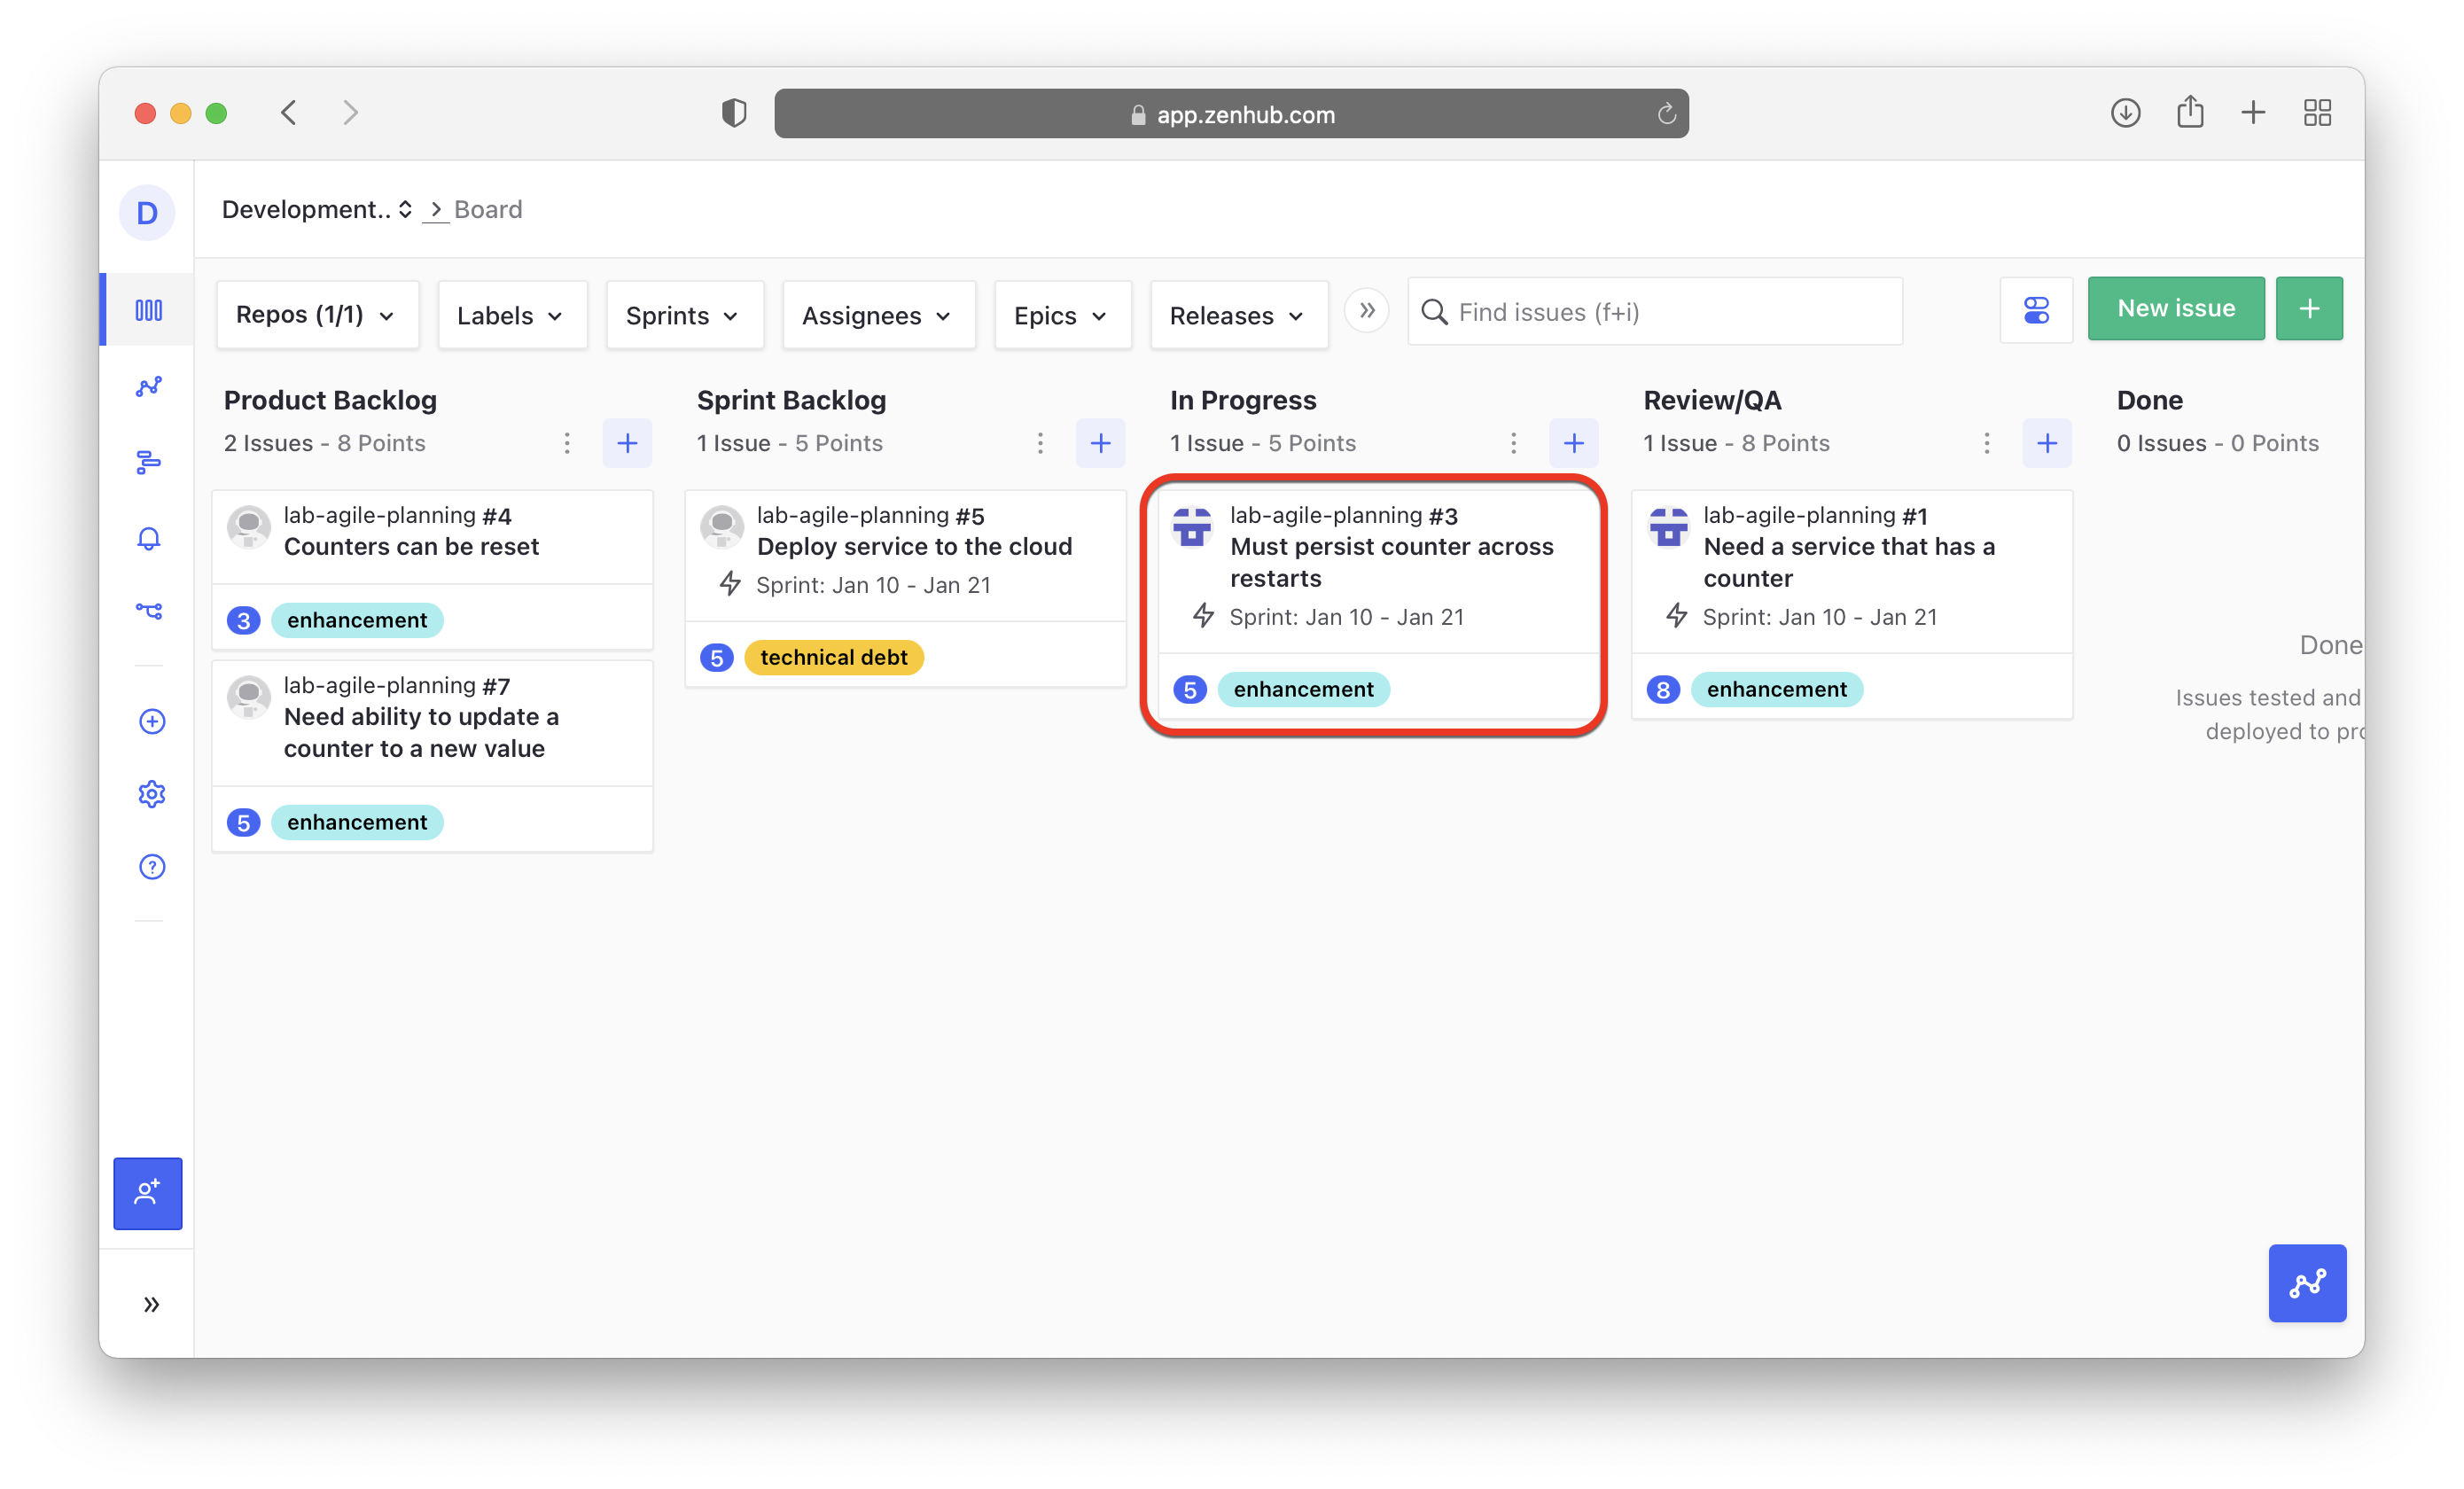 app.zenhub.com
D
Development.. > Board
Repos (1/1)
Labels
Sprints
Assignees
Epics
Releases
Find issues (f+i)
New issue
Product Backlog
2 Issues - 8 Points
lab-agile-planning #4
Counters can be reset
3 enhancement
lab-agile-planning #7
Need ability to update a
counter to a new value
5 enhancement
Sprint Backlog
1 Issue - 5 Points
lab-agile-planning #5
Deploy service to the cloud
Sprint: Jan 10 - Jan 21
5 technical debt
In Progress
1 Issue - 5 Points
lab-agile-planning #3
Must persist counter across
restarts
Sprint: Jan 10 - Jan 21
5 enhancement
Review/QA
1 Issue - 8 Points
lab-agile-planning #1
Need a service that has a
counter
Sprint: Jan 10 - Jan 21
8 enhancement
Done
0 Issues - 0 Points
Done
Issues tested and
deployed to